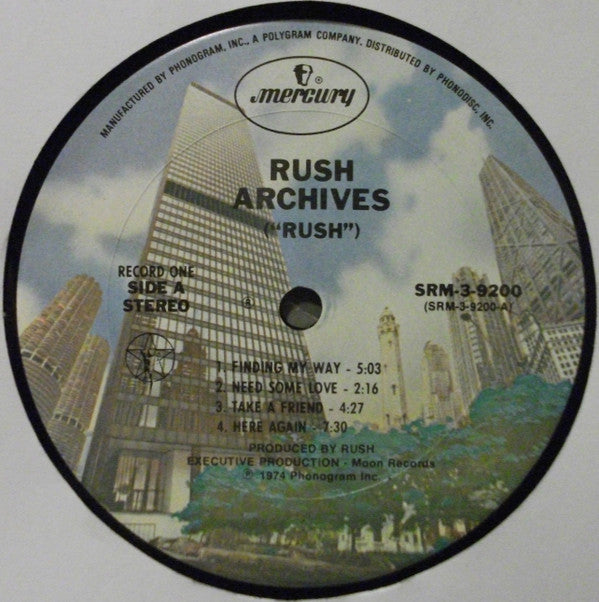 MANUFACTURED BY PHONOGRAM, INC., A POLYGRAM COMPANY. DISTRIBUTED BY PHONODISC, INC.
mercury
RUSH
ARCHIVES
("RUSH")
RECORD ONE
SIDE A
STEREO
SRM-3-9200
(SRM-3-9200-A)
1. FINDING MY WAY - 5:03
2. NEED SOME LOVE - 2:16
3. TAKE A FRIEND - 4:27
4. HERE AGAIN - 7:30
PRODUCED BY RUSH
EXECUTIVE PRODUCTION - Moon Records
℗ 1974 Phonogram Inc.